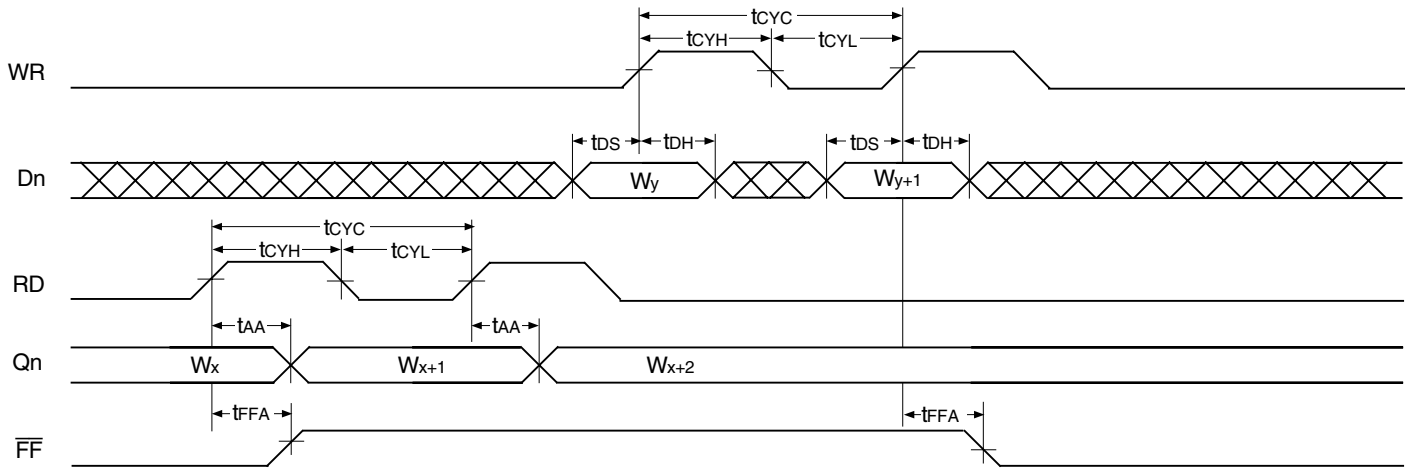 tCYC
tCYH tCYL
WR
tDS tDH tDS tDH
Dn Wy Wy+1
tCYC
tCYH tCYL
RD
tAA tAA
Qn Wx Wx+1 Wx+2
tFFA tFFA
F̅F̅